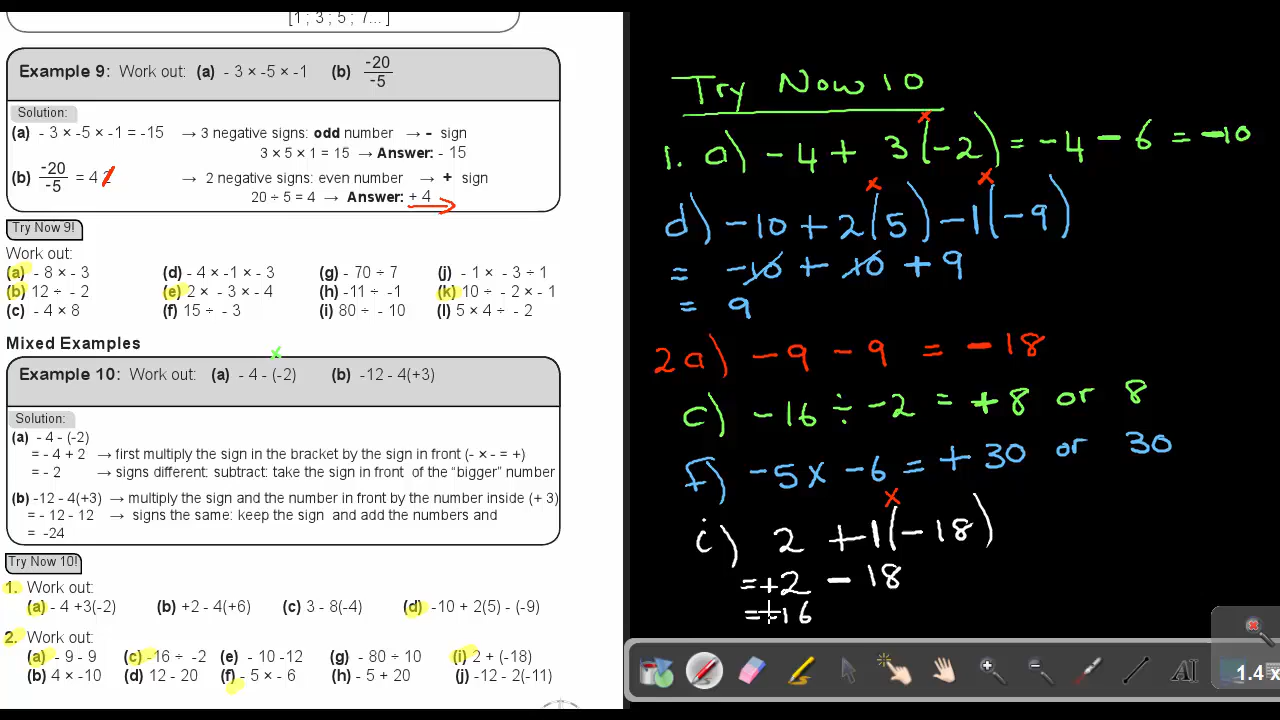 [1 ; 3 ; 5 ; 7... ]
Example 9: Work out: (a) - 3 × -5 × -1 (b) -20/-5
Solution:
(a) - 3 × -5 × -1 = -15 → 3 negative signs: odd number → - sign
3 × 5 × 1 = 15 → Answer: - 15
(b) -20/-5 = 4 → 2 negative signs: even number → + sign
20 ÷ 5 = 4 → Answer: + 4
Try Now 9!
Work out:
(a) - 8 × - 3 (d) - 4 × -1 × - 3 (g) - 70 ÷ 7 (j) - 1 × - 3 ÷ 1
(b) 12 ÷ - 2 (e) 2 × - 3 × - 4 (h) -11 ÷ -1 (k) 10 ÷ - 2 × - 1
(c) - 4 × 8 (f) 15 ÷ - 3 (i) 80 ÷ - 10 (l) 5 × 4 ÷ - 2
Mixed Examples
x
Example 10: Work out: (a) - 4 - (-2) (b) -12 - 4(+3)
Solution:
(a) - 4 - (-2)
= - 4 + 2 → first multiply the sign in the bracket by the sign in front (- × - = +)
= - 2 → signs different: subtract: take the sign in front of the "bigger" number
(b) -12 - 4(+3) → multiply the sign and the number in front by the number inside (+ 3)
= - 12 - 12 → signs the same: keep the sign and add the numbers and
= -24
Try Now 10!
1. Work out:
(a) - 4 +3(-2) (b) +2 - 4(+6) (c) 3 - 8(-4) (d) -10 + 2(5) - (-9)
2. Work out:
(a) - 9 - 9 (c) -16 ÷ -2 (e) - 10 -12 (g) - 80 ÷ 10 (i) 2 + (-18)
(b) 4 × -10 (d) 12 - 20 (f) - 5 × - 6 (h) - 5 + 20 (j) -12 - 2(-11)
Try Now 10
x
1. a) -4 + 3(-2) = -4 - 6 = -10
x x
d) -10 + 2(5) -1(-9)
= -10 + 10 + 9
= 9
2a) -9 - 9 = -18
c) -16 ÷ -2 = +8 or 8
f) -5 x -6 = +30 or 30
x
i) 2 +1(-18)
= +2 - 18
= -16
AI
1.4 x